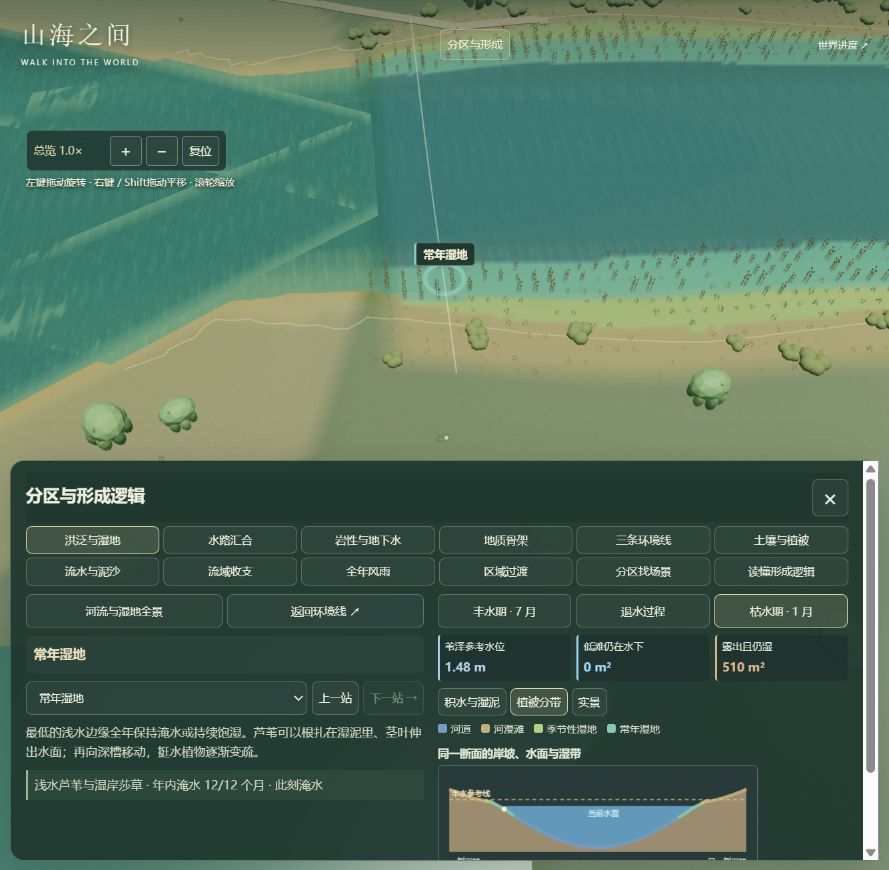 山海之间
WALK INTO THE WORLD
分区与形成
世界进度 ↗
总览 1.0×
+
−
复位
左键拖动旋转 · 右键 / Shift拖动平移 · 滚轮缩放
常年湿地
分区与形成逻辑
×
洪泛与湿地
水路汇合
岩性与地下水
地质骨架
三条环境线
土壤与植被
流水与泥沙
流域收支
全年风雨
区域过渡
分区找场景
读懂形成逻辑
河流与湿地全景
返回环境线 ↗
丰水期 · 7 月
退水过程
枯水期 · 1 月
常年湿地
苇泽参考水位
1.48 m
低滩仍在水下
0 m²
露出且仍湿
510 m²
常年湿地
上一站
下一站 →
积水与湿泥
植被分带
实景
最低的浅水边缘全年保持淹水或持续饱湿。芦苇可以根扎在湿泥里、茎叶伸
出水面；再向深槽移动，挺水植物逐渐变疏。
河道
河漫滩
季节性湿地
常年湿地
浅水芦苇与湿岸莎草 · 年内淹水 12/12 个月 · 此刻淹水
同一断面的岸坡、水面与湿带
丰水参考线
当前水面